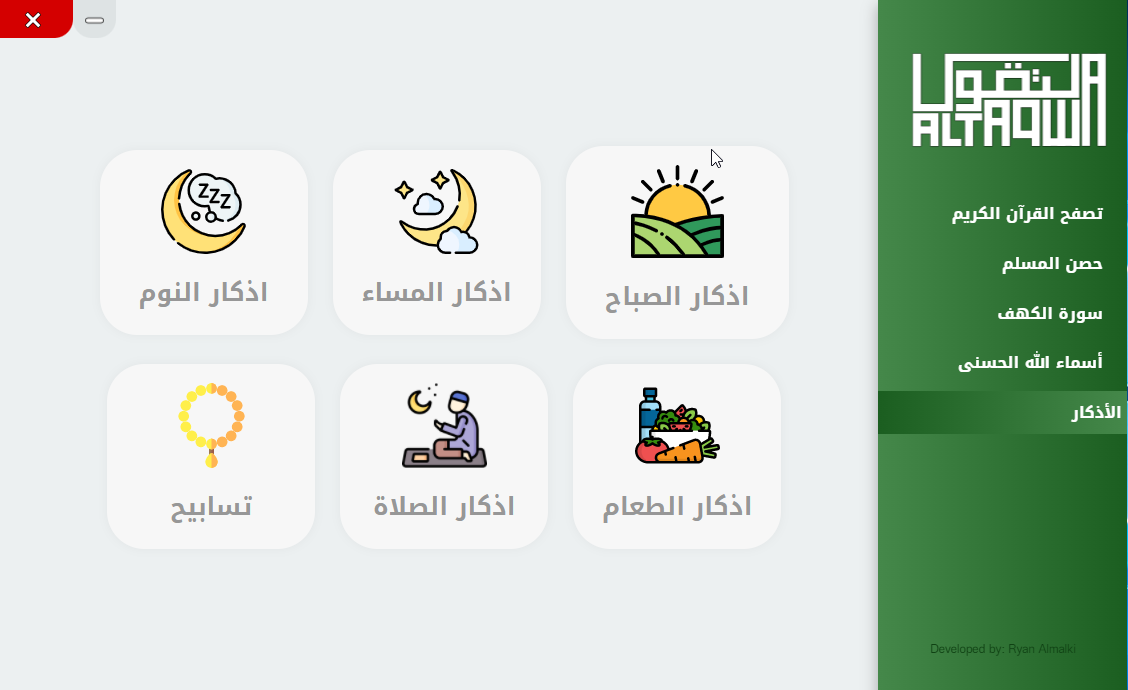 التقوى
ALTAQWA
تصفح القرآن الكريم
حصن المسلم
سورة الكهف
أسماء الله الحسنى
الأذكار
اذكار الصباح
اذكار المساء
ZZZ
اذكار النوم
اذكار الطعام
اذكار الصلاة
تسابيح
Developed by: Ryan Almalki